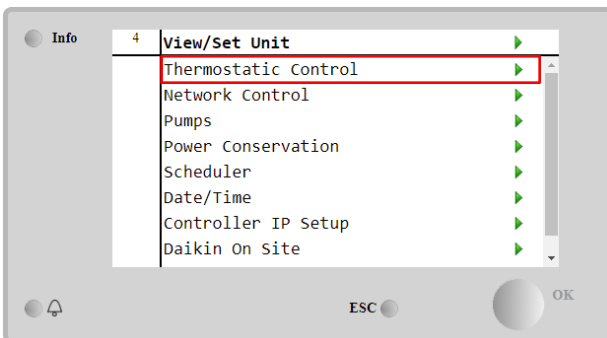 Info
4 View/Set Unit
Thermostatic Control
Network Control
Pumps
Power Conservation
Scheduler
Date/Time
Controller IP Setup
Daikin On Site
ESC
OK